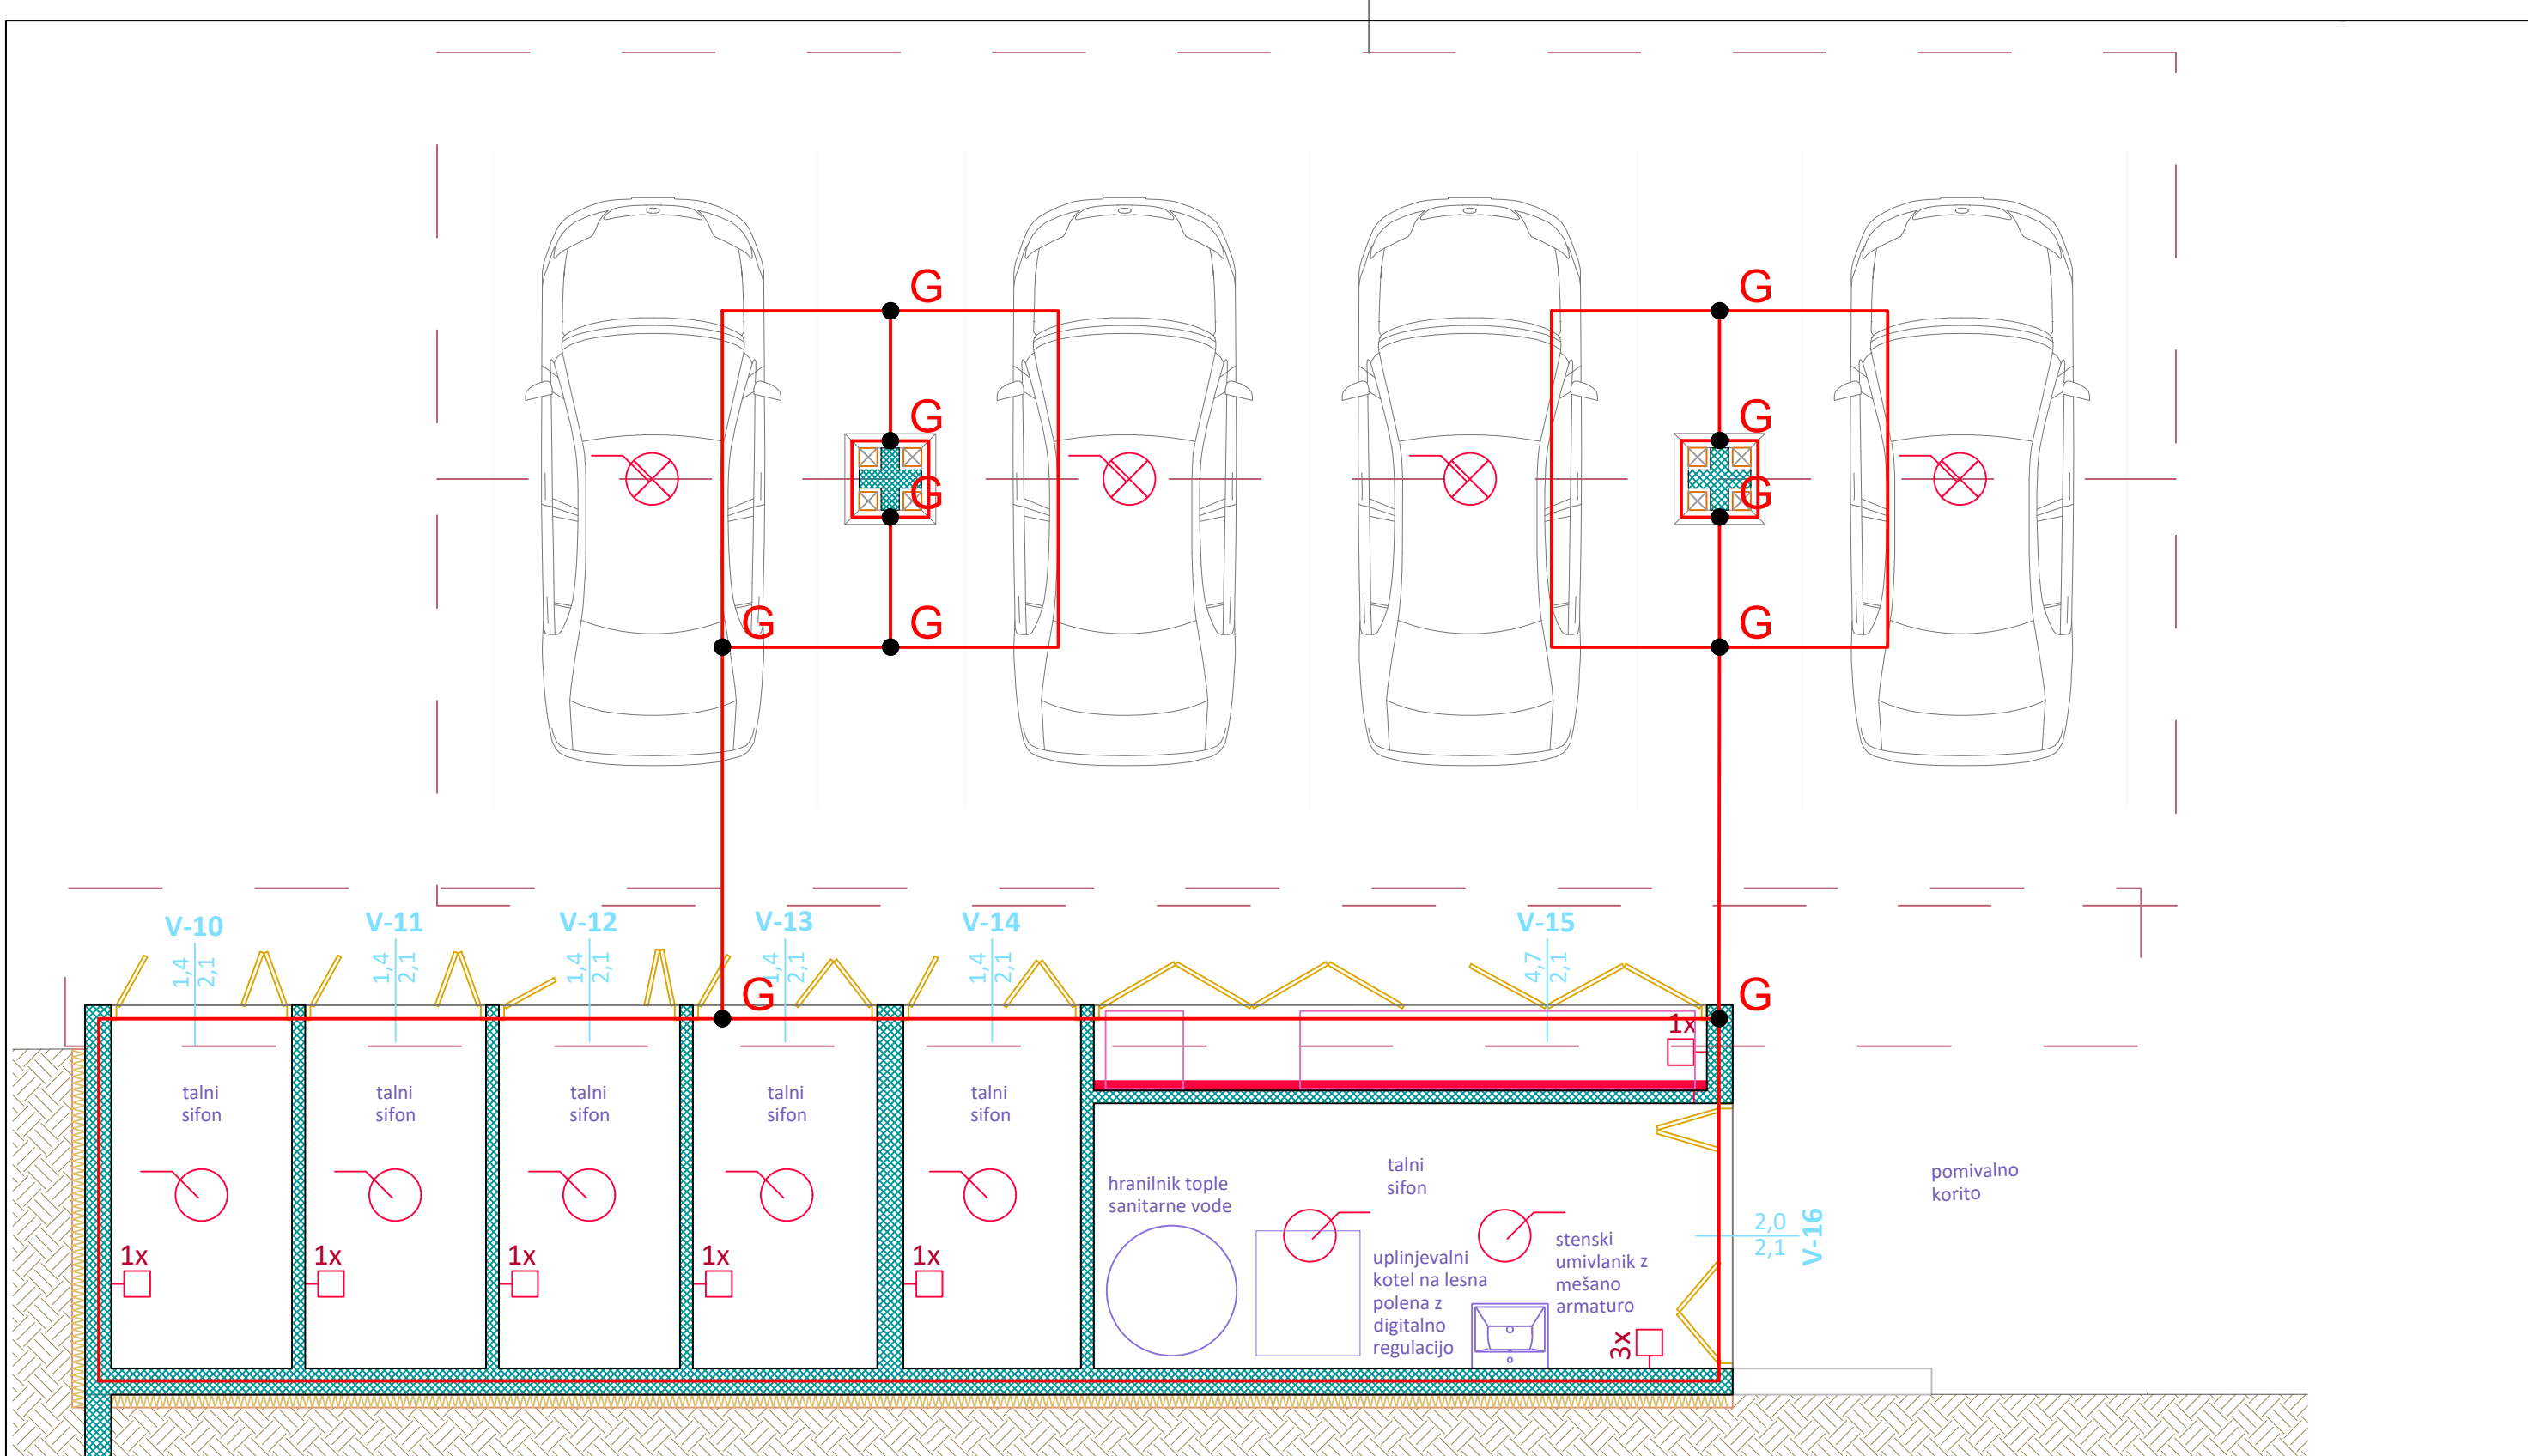 G
G
G
G
G
G
G
G
G
G
G
V-10
1,4
2,1
V-11
1,4
2,1
V-12
1,4
2,1
V-13
1,4
2,1
V-14
1,4
2,1
V-15
4,7
2,1
1x
talni
sifon
talni
sifon
talni
sifon
talni
sifon
talni
sifon
1x
1x
1x
1x
1x
hranilnik tople
sanitarne vode
talni
sifon
uplinjevalni
kotel na lesna
polena z
digitalno
regulacijo
stenski
umivlanik z
mešano
armaturo
3x
2,0
2,1
V-16
pomivalno
korito